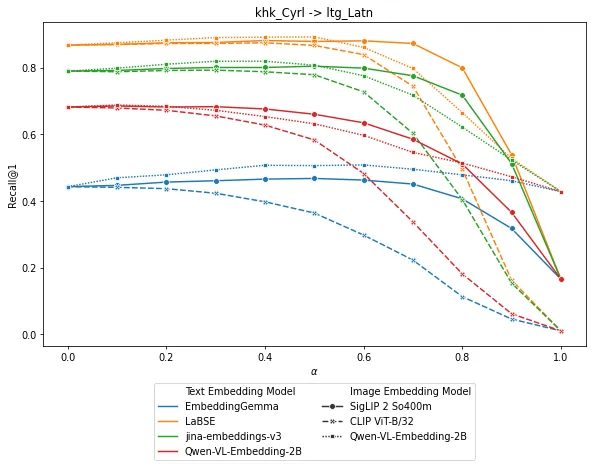 khk_Cyrl -> ltg_Latn
Recall@1
0.8
0.6
0.4
0.2
0.0
0.0 0.2 0.4 0.6 0.8 1.0
α
Text Embedding Model Image Embedding Model
EmbeddingGemma SigLIP 2 So400m
LaBSE CLIP ViT-B/32
jina-embeddings-v3 Qwen-VL-Embedding-2B
Qwen-VL-Embedding-2B